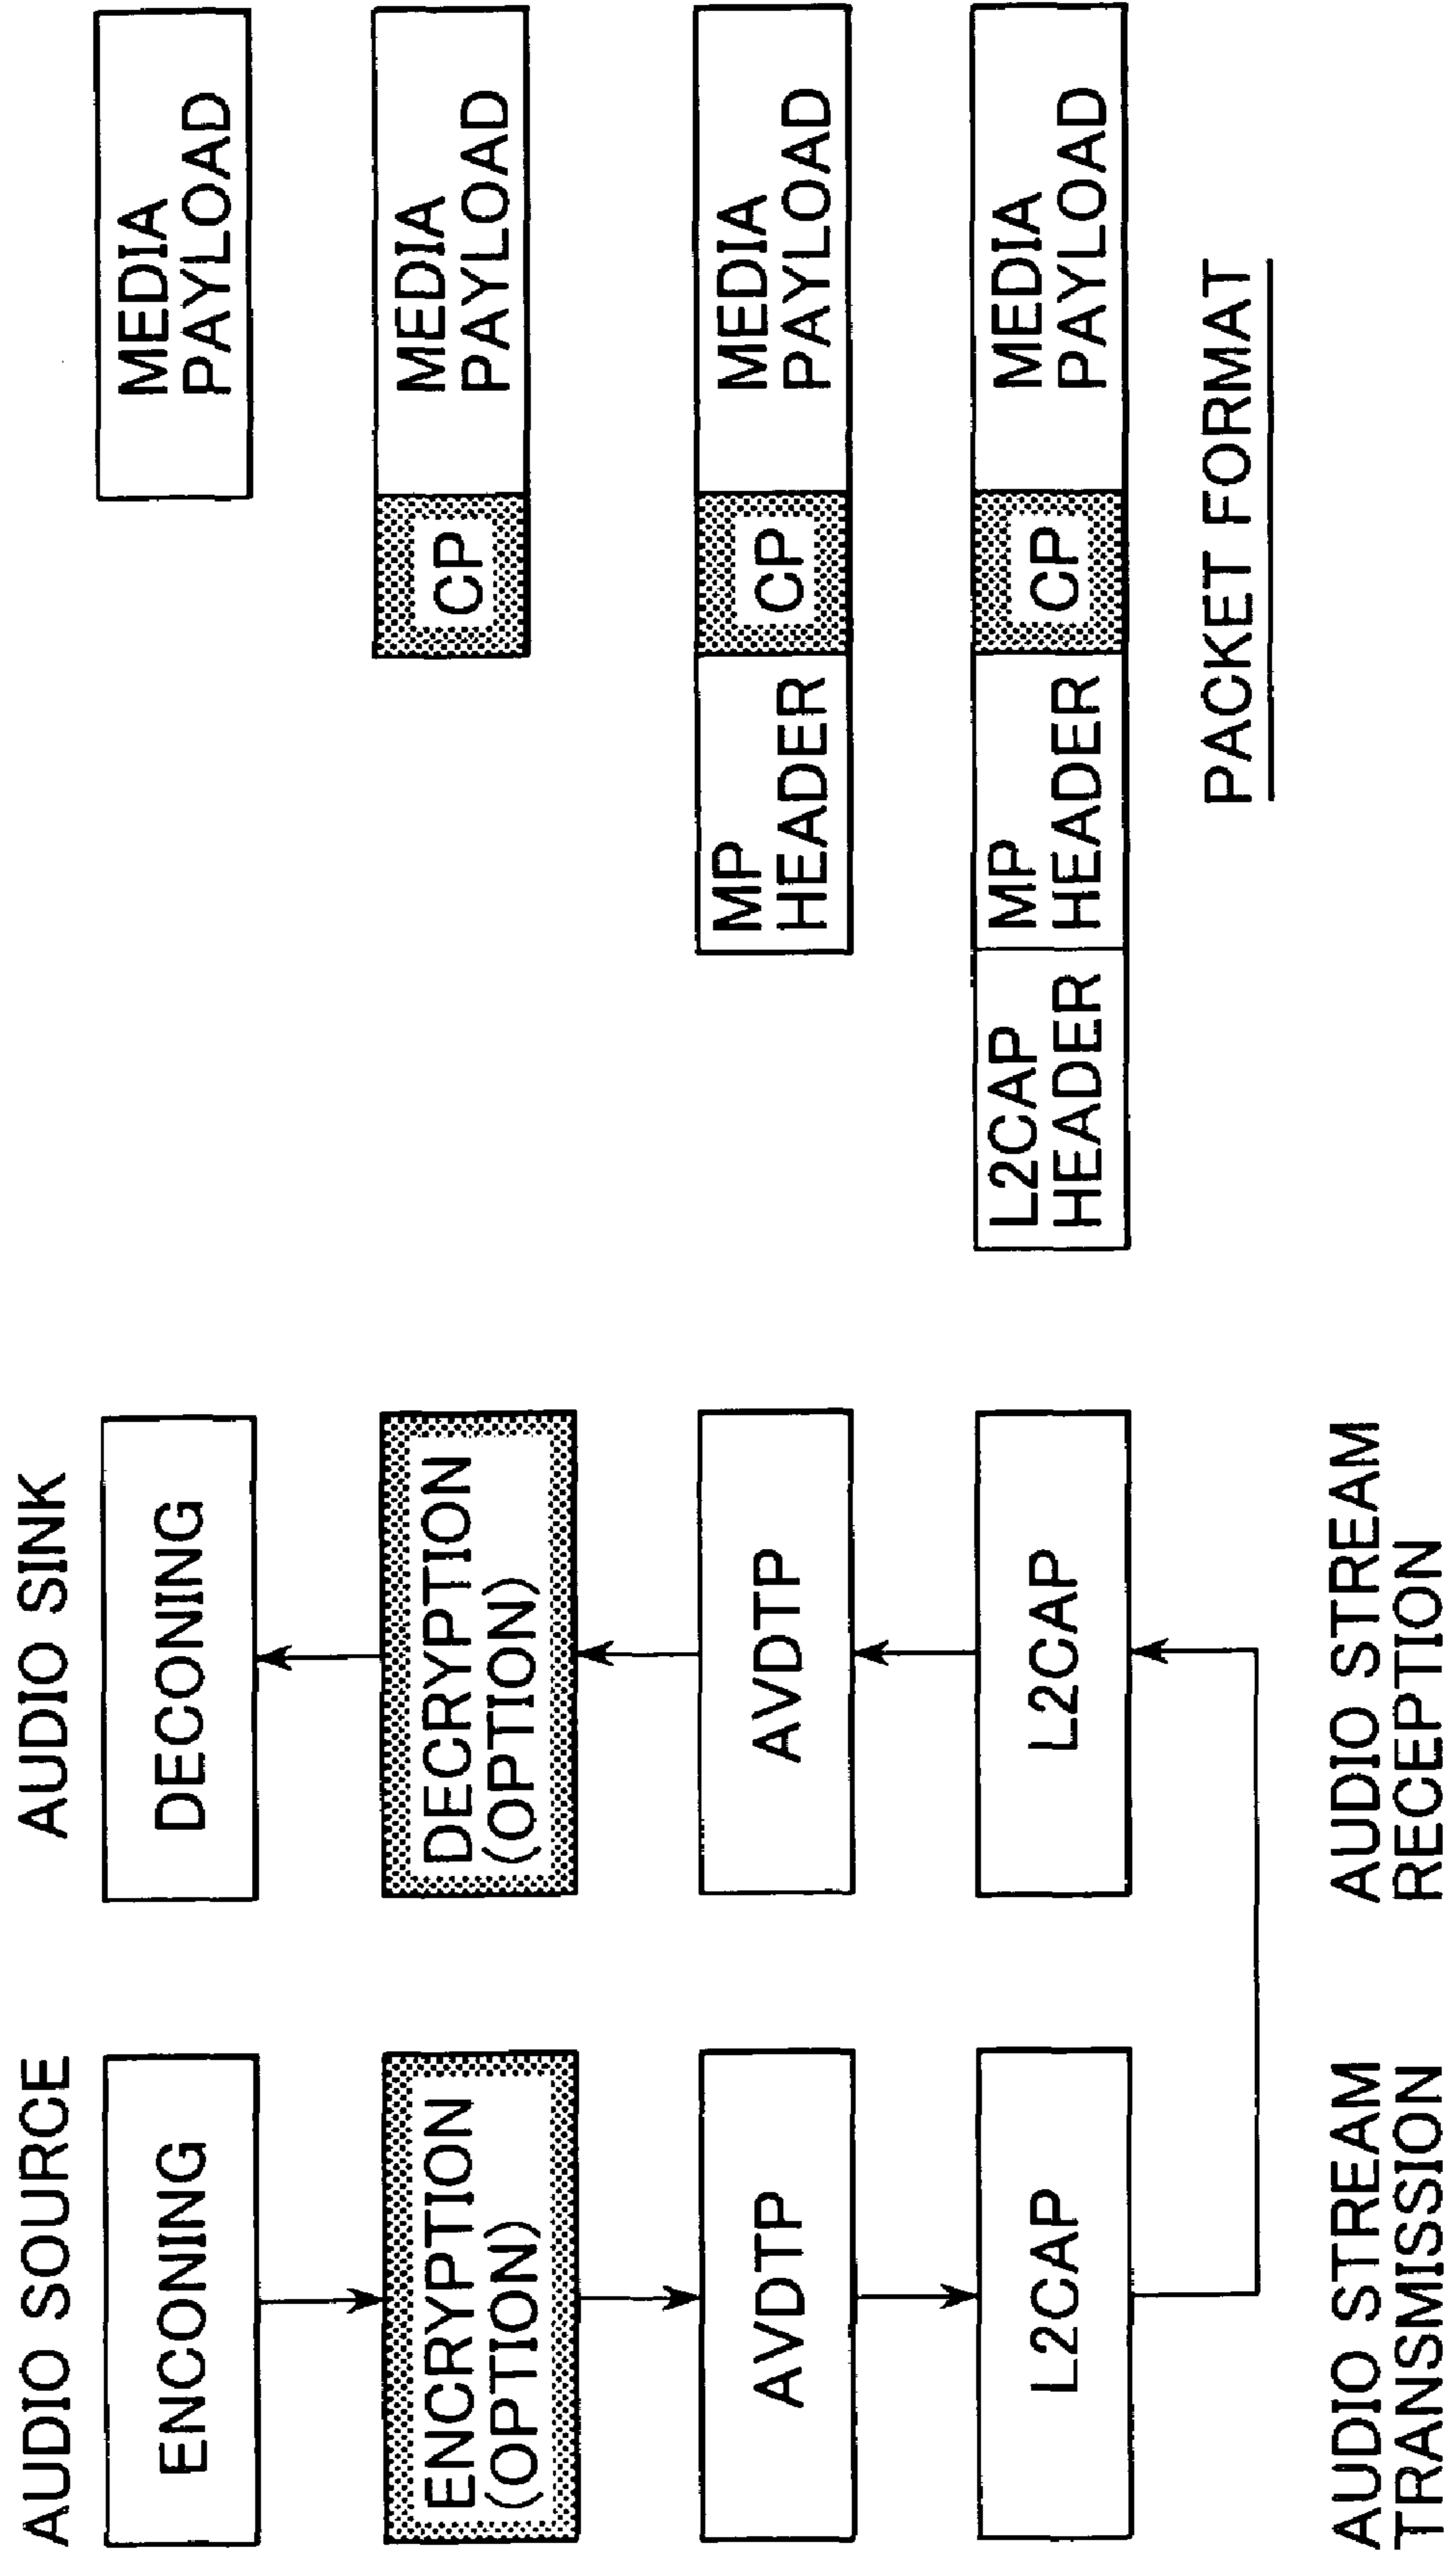 AUDIO SOURCE
AUDIO SINK
ENCONING
DECONING
MEDIA
PAYLOAD
ENCRYPTION
(OPTION)
DECRYPTION
(OPTION)
CP
MEDIA
PAYLOAD
AVDTP
AVDTP
MP
HEADER
CP
MEDIA
PAYLOAD
L2CAP
L2CAP
L2CAP
HEADER
MP
HEADER
CP
MEDIA
PAYLOAD
AUDIO STREAM
TRANSMISSION
AUDIO STREAM
RECEPTION
PACKET FORMAT